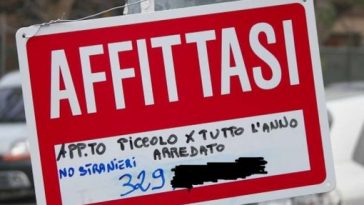 AFFITTASI
APP.TO PICCOLO X TUTTO L'ANNO
ARREDATO
NO STRANIERI
329